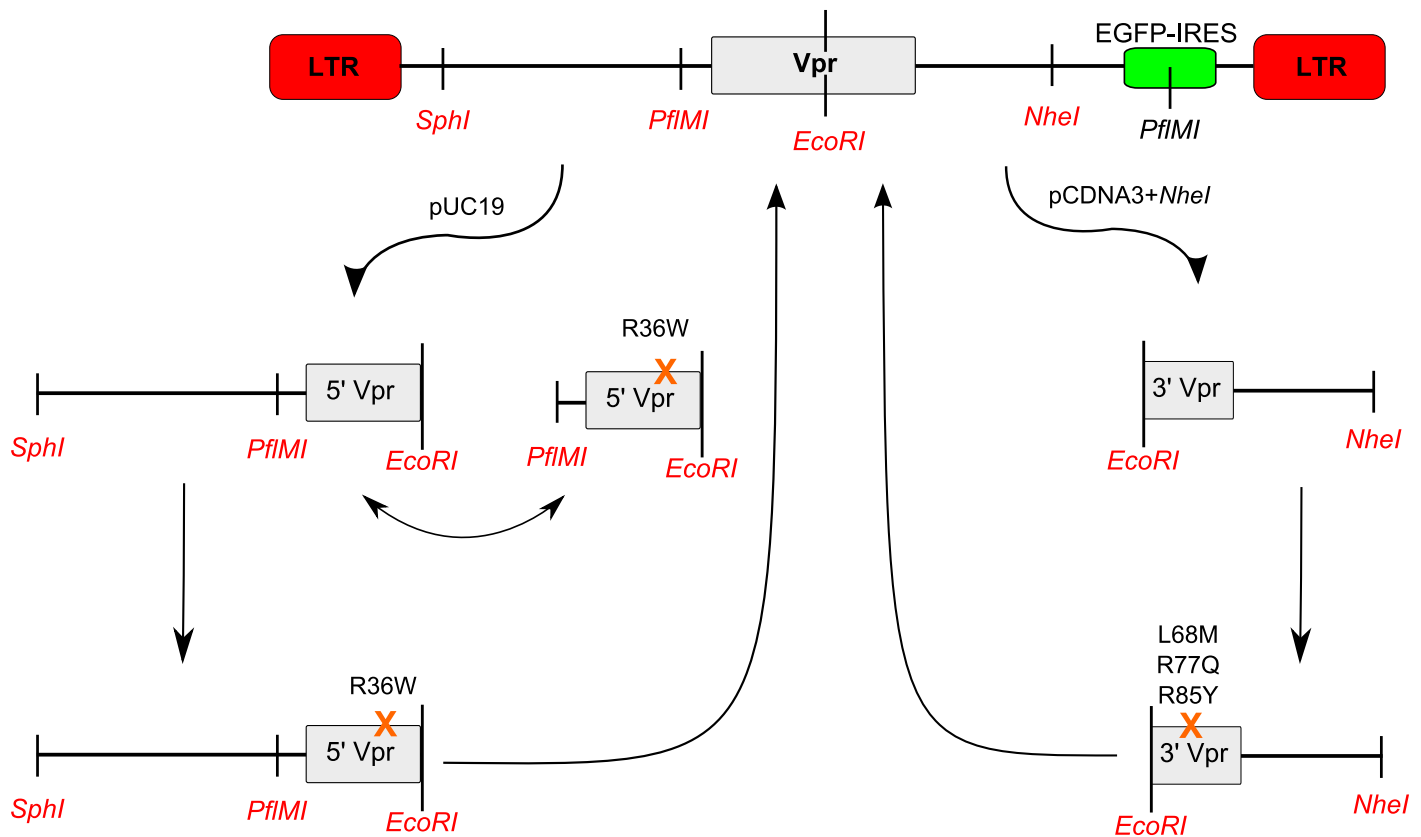 EGFP-IRES
LTR
Vpr
LTR
SphI
PflMI
EcoRI
NheI
PflMI
pUC19
pCDNA3+NheI
R36W
X
5' Vpr
5' Vpr
3' Vpr
SphI
PflMI
EcoRI
PflMI
EcoRI
EcoRI
NheI
L68M
R77Q
R85Y
R36W
X
X
5' Vpr
3' Vpr
SphI
PflMI
EcoRI
EcoRI
NheI